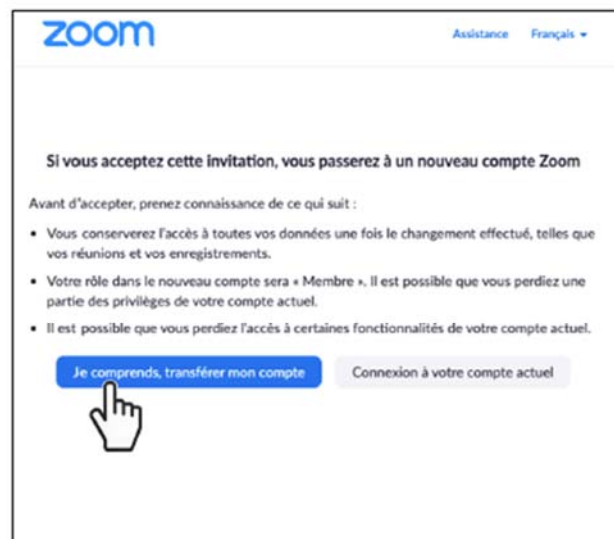 zoom
Assistance Français
Si vous acceptez cette invitation, vous passerez à un nouveau compte Zoom
Avant d'accepter, prenez connaissance de ce qui suit :
• Vous conserverez l'accès à toutes vos données une fois le changement effectué, telles que
vos réunions et vos enregistrements.
• Votre rôle dans le nouveau compte sera « Membre ». Il est possible que vous perdiez une
partie des privilèges de votre compte actuel.
• Il est possible que vous perdiez l'accès à certaines fonctionnalités de votre compte actuel.
Je comprends, transférer mon compte Connexion à votre compte actuel